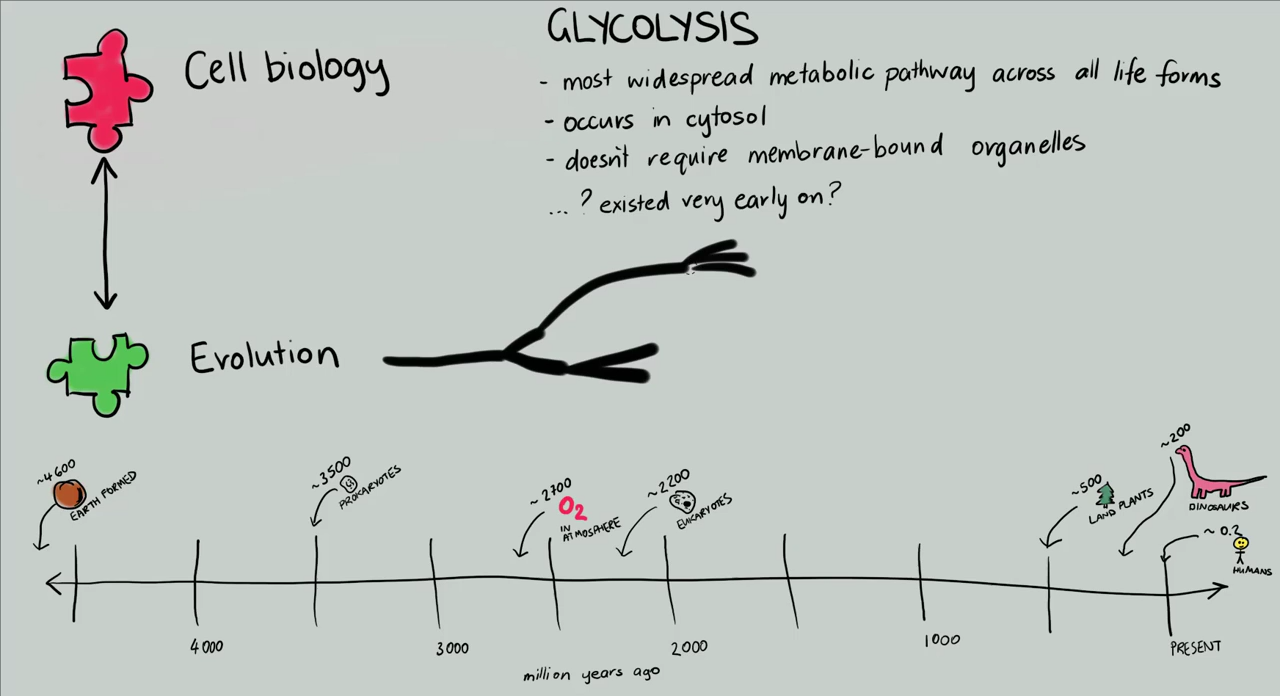 GLYCOLYSIS
Cell biology
- most widespread metabolic pathway across all life forms
- occurs in cytosol
- doesn't require membrane-bound organelles
... ? existed very early on?
Evolution
~4600
EARTH FORMED
~3500
PROKARYOTES
~2700
O2
IN
ATMOSPHERE
~2200
EUKARYOTES
~500
LAND PLANTS
~200
DINOSAURS
~0.2
HUMANS
4000
3000
2000
1000
PRESENT
million years ago